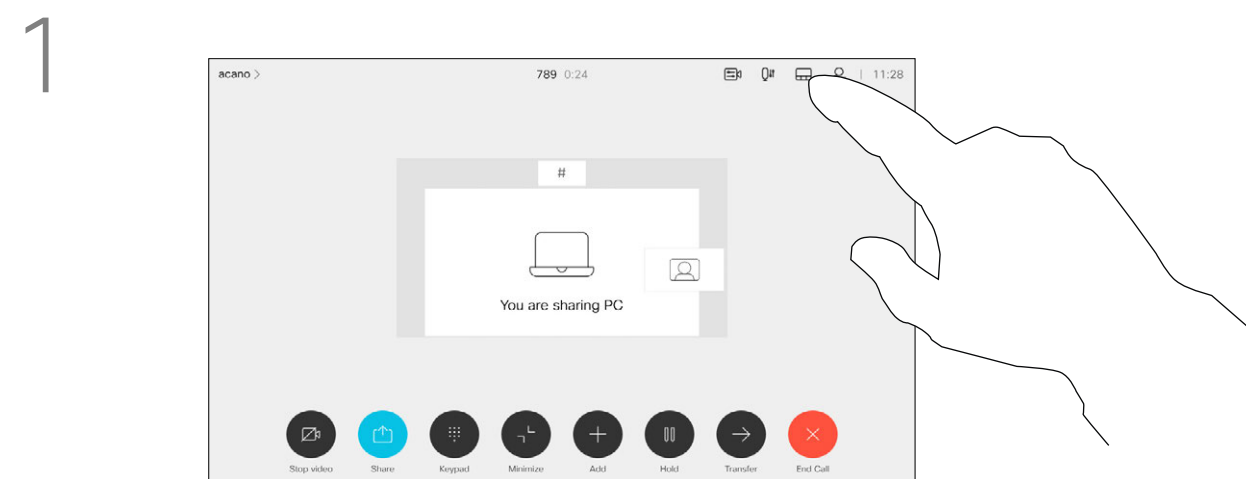 1
acano > 789 0:24 | 11:28
#
You are sharing PC
Stop video Share Keypad Minimize Add Hold Transfer End Call